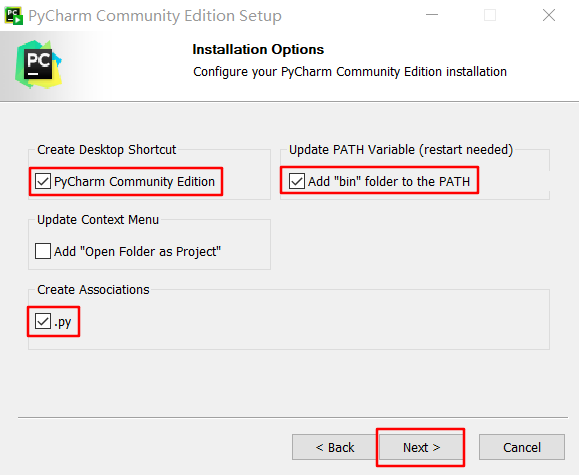 PyCharm Community Edition Setup
PC
Installation Options
Configure your PyCharm Community Edition installation
Create Desktop Shortcut
PyCharm Community Edition
Update PATH Variable (restart needed)
Add "bin" folder to the PATH
Update Context Menu
Add "Open Folder as Project"
Create Associations
.py
< Back
Next >
Cancel